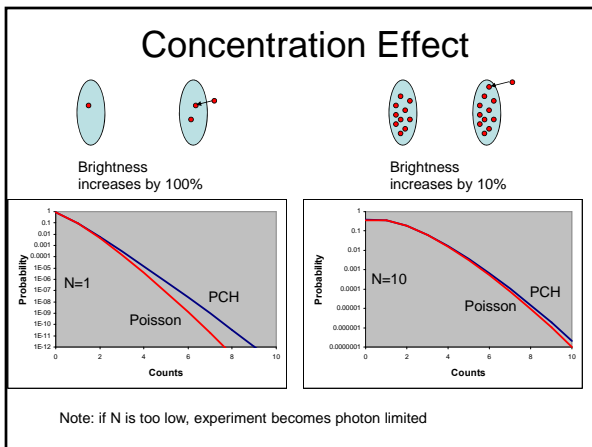 Concentration Effect
Brightness
increases by 100%
Brightness
increases by 10%
1
0.1
0.01
0.001
0.0001
1E-05
1E-06
1E-07
1E-08
1E-09
1E-10
1E-11
1E-12
0 2 4 6 8 10
Counts
Probability
N=1
PCH
Poisson
1
0.1
0.01
0.001
0.0001
0.00001
0.000001
0.0000001
0 2 4 6 8 10
Counts
Probability
N=10
PCH
Poisson
Note: if N is too low, experiment becomes photon limited